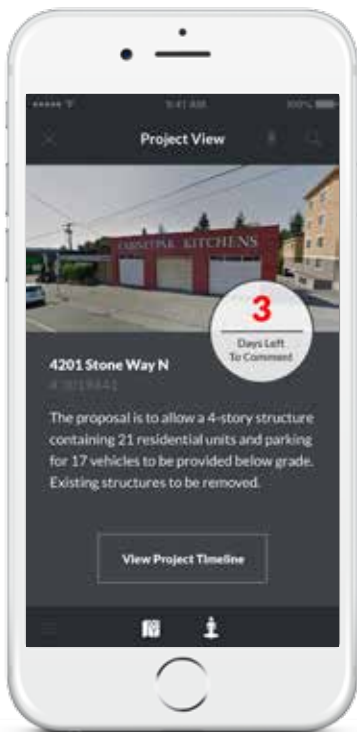 9:41 AM 100%
Project View
KITCHENS
3
Days Left
To Comment
4201 Stone Way N
The proposal is to allow a 4-story structure
containing 21 residential units and parking
for 17 vehicles to be provided below grade.
Existing structures to be removed.
View Project Timeline